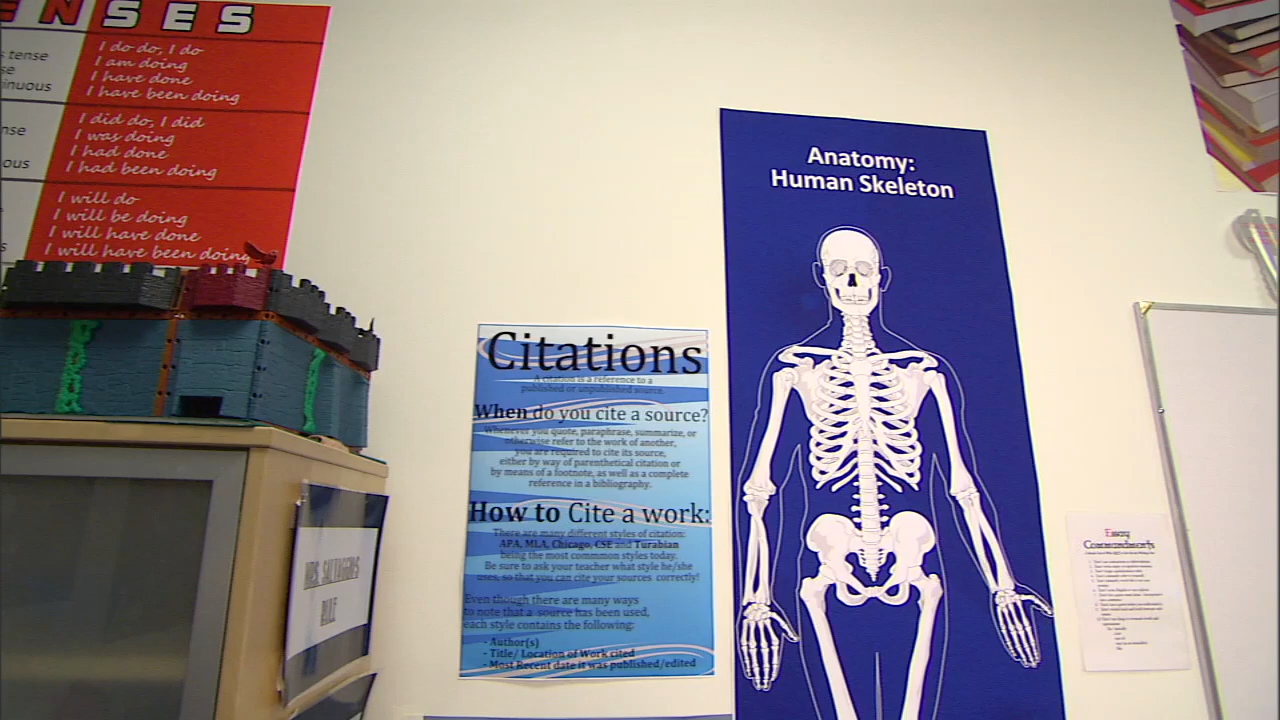 ENSES
s tense
se
inuous
I do do, I do
I am doing
I have done
I have been doing
nse
ous
I did do, I did
I was doing
I had done
I had been doing
I will do
I will be doing
I will have done
I will have been doing
Citations
A citation is a reference to a
published or unpublished source.
When do you cite a source?
Whenever you quote, paraphrase, summarize, or
otherwise refer to the work of another,
you are required to cite its source,
either by way of parenthetical citation or
by means of a footnote, as well as a complete
reference in a bibliography.
How to Cite a work:
There are many different styles of citation:
APA, MLA, Chicago, CSE and Turabian
being the most commmon styles today.
Be sure to ask your teacher what style he/she
uses, so that you can cite your sources correctly!
Even though there are many ways
to note that a source has been used,
each style contains the following:
- Author(s)
- Title/ Location of Work cited
- Most Recent date it was published/edited
Anatomy:
Human Skeleton
MRS.
RULE
Essay
Commandments